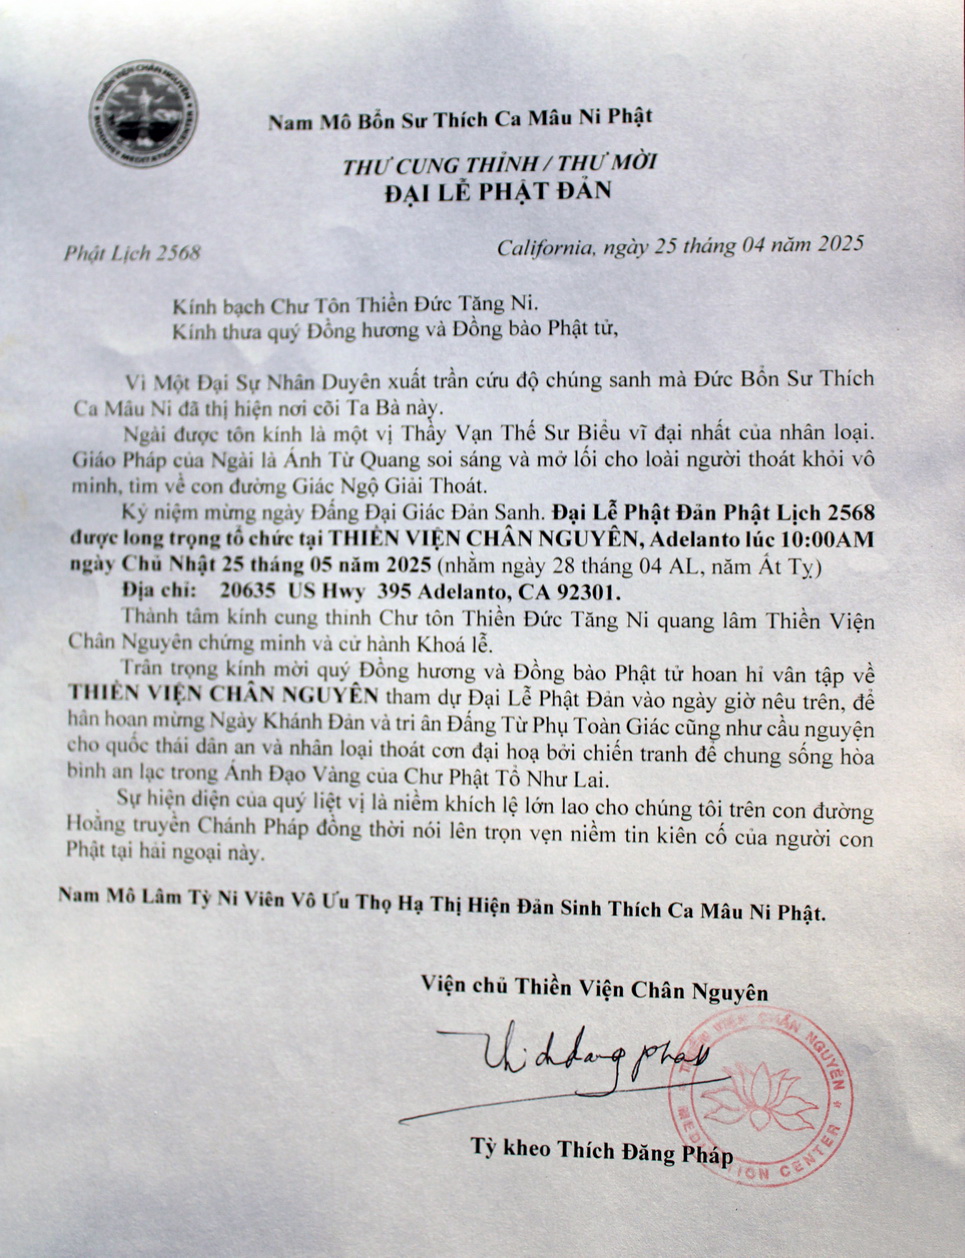 THIỀN VIỆN CHÂN NGUYÊN
BUDDHIST MEDITATION CENTER
Nam Mô Bổn Sư Thích Ca Mâu Ni Phật
THƯ CUNG THỈNH / THƯ MỜI
ĐẠI LỄ PHẬT ĐẢN
Phật Lịch 2568
California, ngày 25 tháng 04 năm 2025
Kính bạch Chư Tôn Thiền Đức Tăng Ni.
Kính thưa quý Đồng hương và Đồng bào Phật tử,
Vì Một Đại Sự Nhân Duyên xuất trần cứu độ chúng sanh mà Đức Bổn Sư Thích
Ca Mâu Ni đã thị hiện nơi cõi Ta Bà này.
Ngài được tôn kính là một vị Thầy Vạn Thế Sư Biểu vĩ đại nhất của nhân loại.
Giáo Pháp của Ngài là Ánh Từ Quang soi sáng và mở lối cho loài người thoát khỏi vô
minh, tìm về con đường Giác Ngộ Giải Thoát.
Kỷ niệm mừng ngày Đấng Đại Giác Đản Sanh. Đại Lễ Phật Đản Phật Lịch 2568
được long trọng tổ chức tại THIỀN VIỆN CHÂN NGUYÊN, Adelanto lúc 10:00AM
ngày Chủ Nhật 25 tháng 05 năm 2025 (nhằm ngày 28 tháng 04 AL, năm Ất Tỵ)
Địa chỉ: 20635 US Hwy 395 Adelanto, CA 92301.
Thành tâm kính cung thỉnh Chư tôn Thiền Đức Tăng Ni quang lâm Thiền Viện
Chân Nguyên chứng minh và cử hành Khoá lễ.
Trân trọng kính mời quý Đồng hương và Đồng bào Phật tử hoan hỉ vân tập về
THIỀN VIỆN CHÂN NGUYÊN tham dự Đại Lễ Phật Đản vào ngày giờ nêu trên, để
hân hoan mừng Ngày Khánh Đản và tri ân Đấng Từ Phụ Toàn Giác cũng như cầu nguyện
cho quốc thái dân an và nhân loại thoát cơn đại hoạ bởi chiến tranh để chung sống hòa
bình an lạc trong Ánh Đạo Vàng của Chư Phật Tổ Như Lai.
Sự hiện diện của quý liệt vị là niềm khích lệ lớn lao cho chúng tôi trên con đường
Hoằng truyền Chánh Pháp đồng thời nói lên trọn vẹn niềm tin kiên cố của người con
Phật tại hải ngoại này.
Nam Mô Lâm Tỳ Ni Viên Vô Ưu Thọ Hạ Thị Hiện Đản Sinh Thích Ca Mâu Ni Phật.
Viện chủ Thiền Viện Chân Nguyên
Thichdangphap
THIỀN VIỆN CHÂN NGUYÊN
MEDITATION CENTER
Tỳ kheo Thích Đăng Pháp